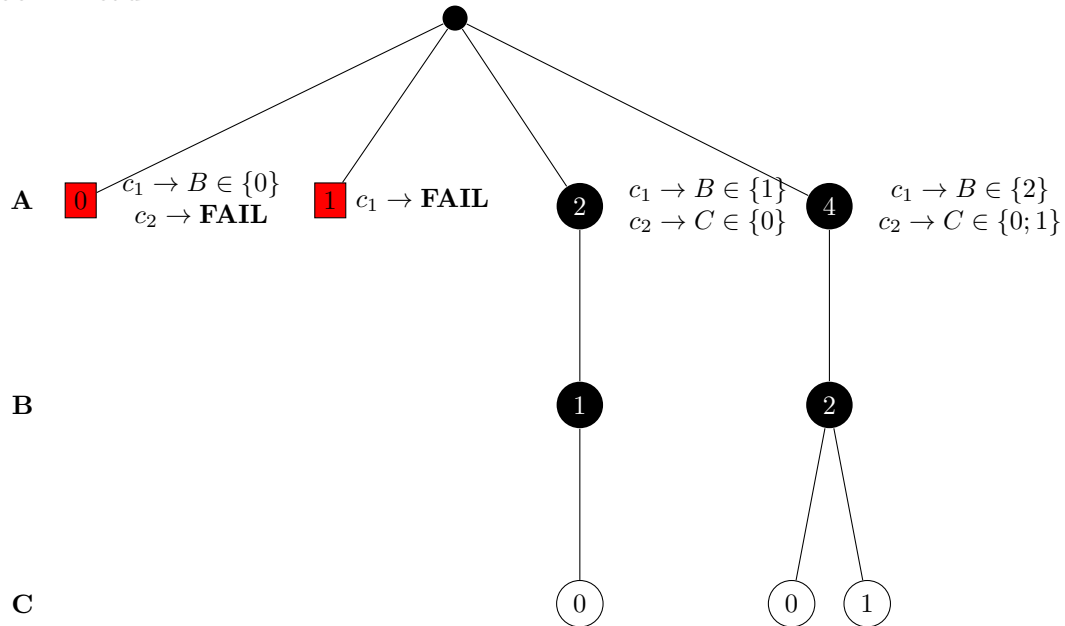 A
0
c₁ → B ∈ {0}
c₂ → FAIL
1
c₁ → FAIL
2
c₁ → B ∈ {1}
c₂ → C ∈ {0}
4
c₁ → B ∈ {2}
c₂ → C ∈ {0; 1}
B
1
2
C
0
0
1